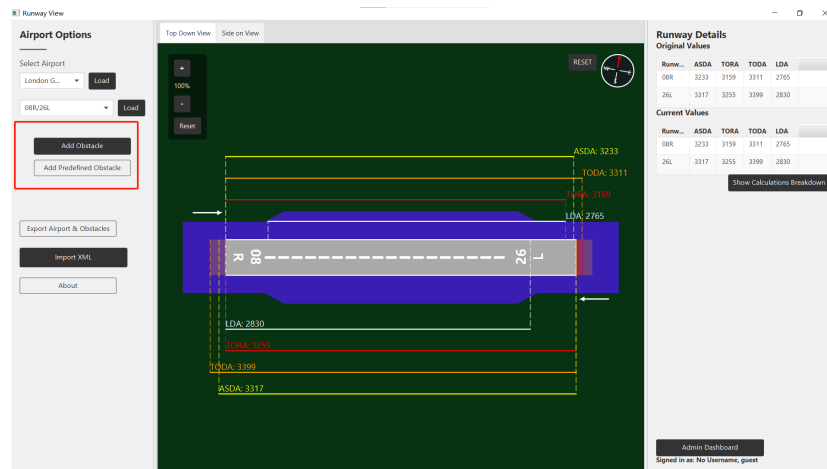 Runway View
Airport Options
Select Airport
London G...
Load
08R/26L
Load
Add Obstacle
Add Predefined Obstacle
Export Airport & Obstacles
Import XML
About
Top Down View Side on View
+
100%
-
Reset
RESET
ASDA: 3233
TODA: 3311
TORA: 3159
LDA: 2765
R 08 26 L
LDA: 2830
TORA: 3255
TODA: 3399
ASDA: 3317
Runway Details
Original Values
Runw... ASDA TORA TODA LDA
08R 3233 3159 3311 2765
26L 3317 3255 3399 2830
Current Values
Runw... ASDA TORA TODA LDA
08R 3233 3159 3311 2765
26L 3317 3255 3399 2830
Show Calculations Breakdown
Admin Dashboard
Signed in as: No Username, guest